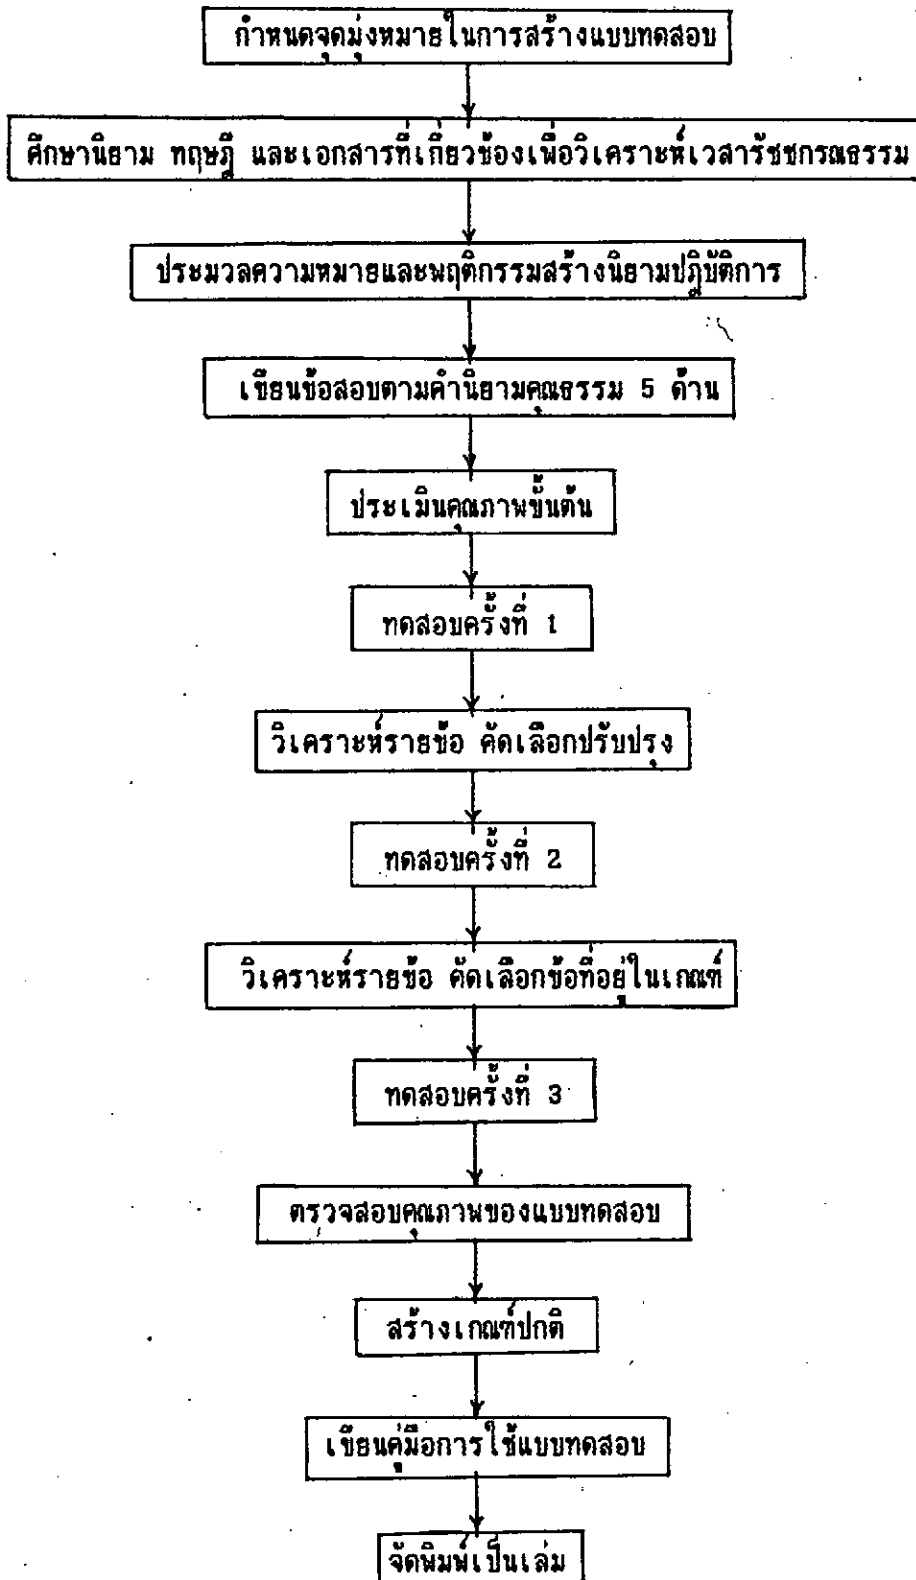 กำหนดจุดมุ่งหมายในการสร้างแบบทดสอบ
ศึกษานิยาม ทฤษฎี และเอกสารที่เกี่ยวข้องเพื่อวิเคราะห์เวสารัชชกรณธรรม
ประมวลความหมายและพฤติกรรมสร้างนิยามปฏิบัติการ
เขียนข้อสอบตามคำนิยามคุณธรรม 5 ด้าน
ประเมินคุณภาพขั้นต้น
ทดสอบครั้งที่ 1
วิเคราะห์รายข้อ คัดเลือกปรับปรุง
ทดสอบครั้งที่ 2
วิเคราะห์รายข้อ คัดเลือกข้อที่อยู่ในเกณฑ์
ทดสอบครั้งที่ 3
ตรวจสอบคุณภาพของแบบทดสอบ
สร้างเกณฑ์ปกติ
เขียนคู่มือการใช้แบบทดสอบ
จัดพิมพ์เป็นเล่ม